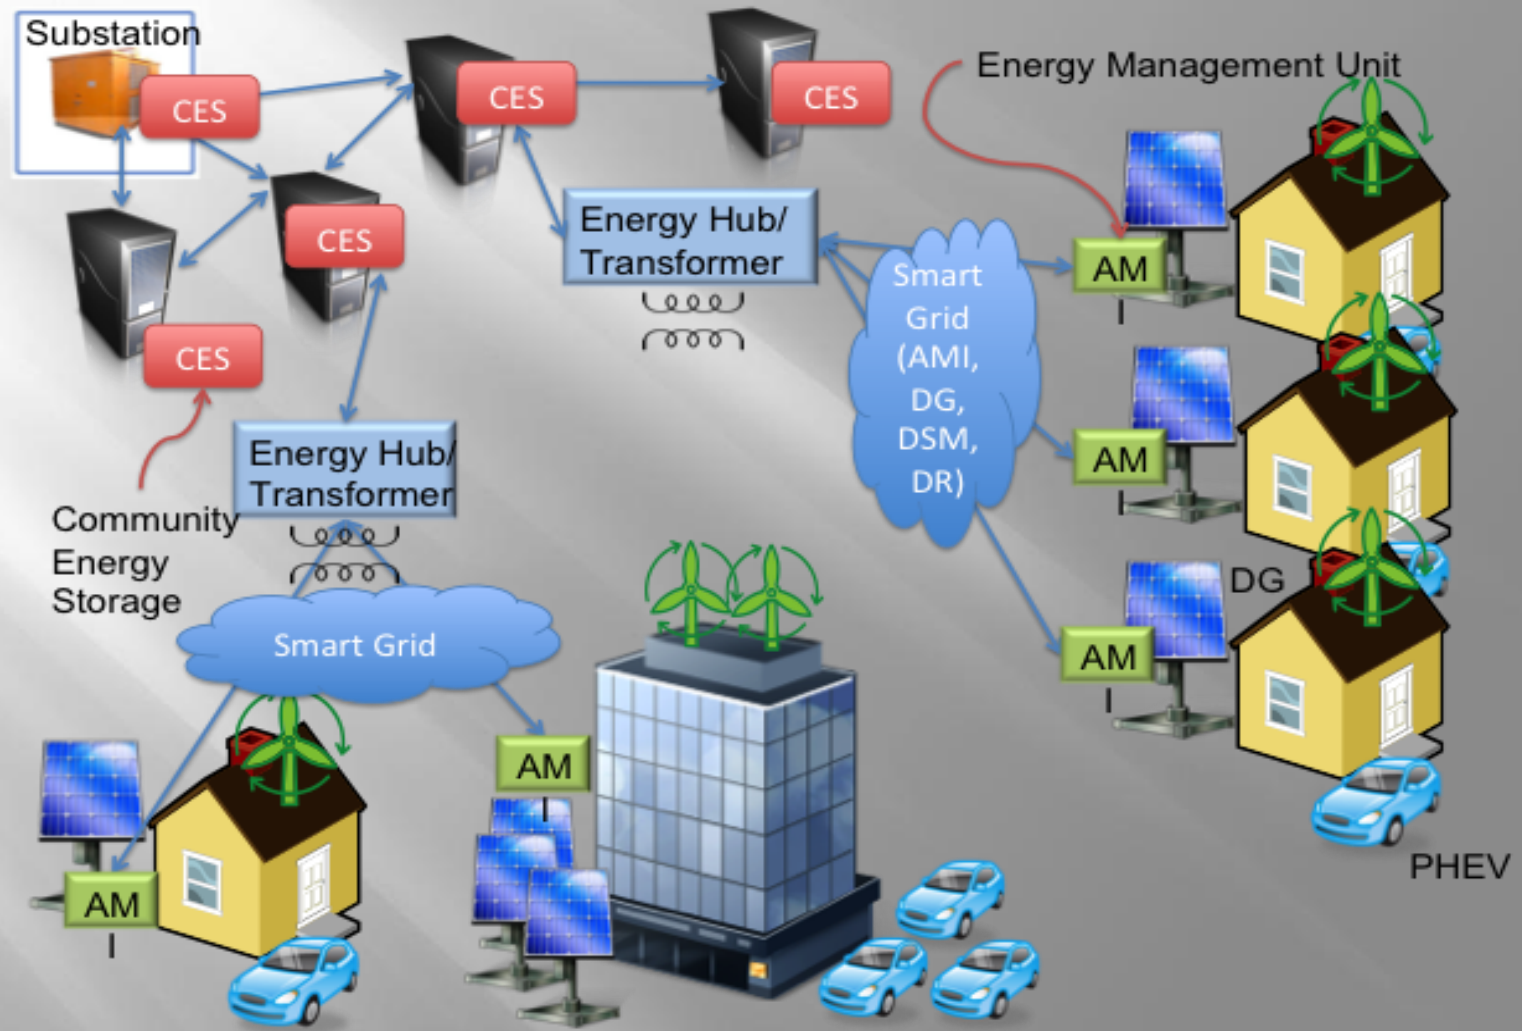 Substation
CES
CES
CES
Energy Management Unit
CES
CES
Energy Hub/
Transformer
AM
I
Smart
Grid
(AMI,
DG,
DSM,
DR)
AM
I
Energy Hub/
Transformer
Community
Energy
Storage
DG
AM
I
Smart Grid
AM
I
PHEV
AM
I